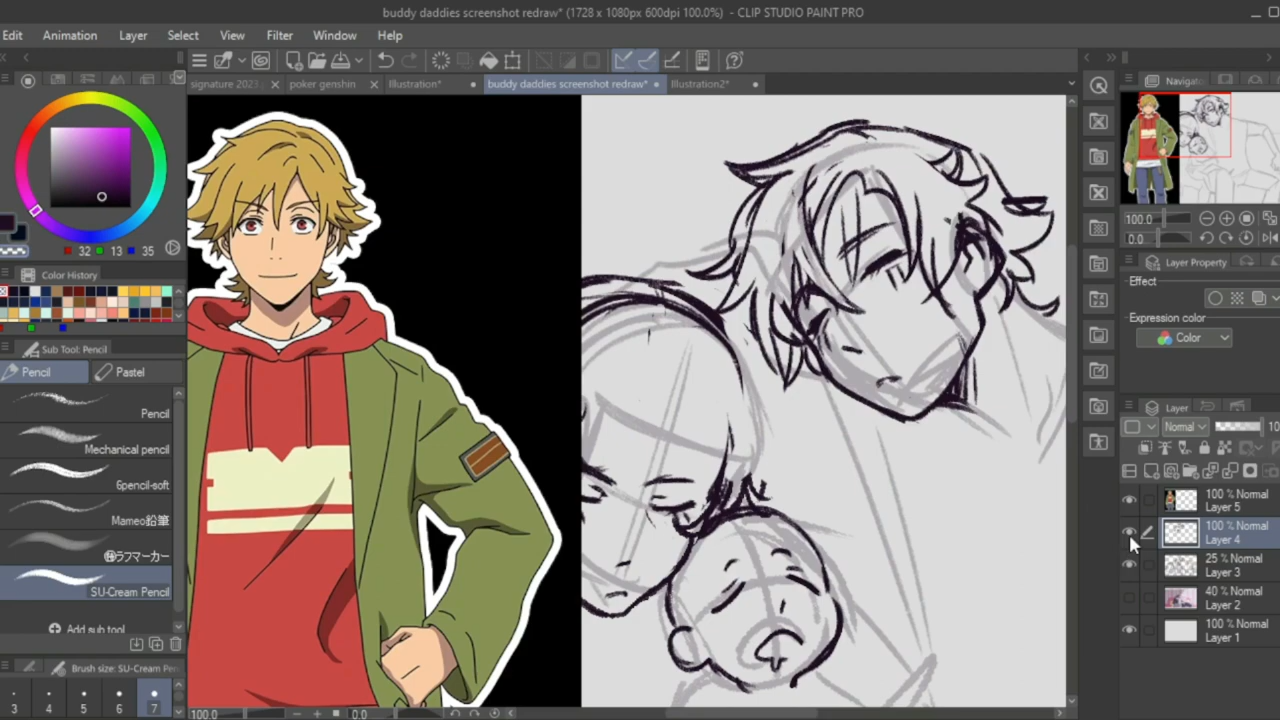 buddy daddies screenshot redraw* (1728 x 1080px 600dpi 100.0%) - CLIP STUDIO PAINT PRO
Edit Animation Layer Select View Filter Window Help
signature 2023 poker genshin Illustration* buddy daddies screenshot redraw* Illustration2*
Navigato
100.0
0.0
32 13 35
Color History
Layer Property
Effect
Expression color
Color
Sub Tool: Pencil
Pencil Pastel
Pencil
Mechanical pencil
6pencil-soft
Mameo鉛筆
ラフマーカー
SU-Cream Pencil
Add sub tool
Brush size: SU-Cream Pen
3 4 5 6 7
Layer
Normal 10
100 % Normal
Layer 5
100 % Normal
Layer 4
25 % Normal
Layer 3
40 % Normal
Layer 2
100 % Normal
Layer 1
100.0 0.0